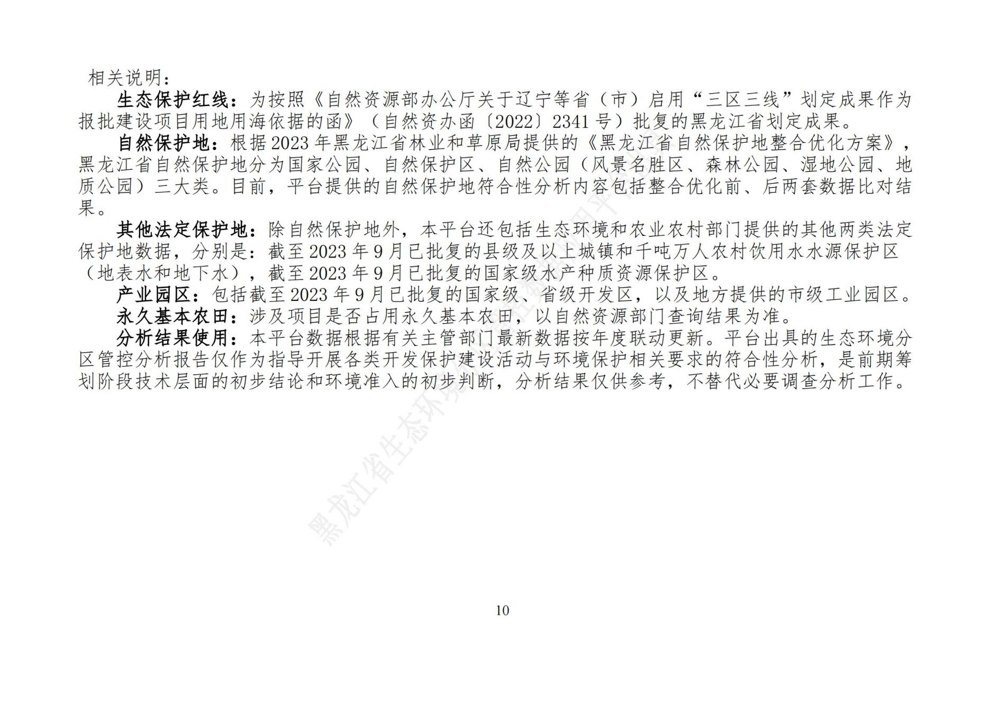 相关说明：
生态保护红线：为按照《自然资源部办公厅关于辽宁等省（市）启用“三区三线”划定成果作为
报批建设项目用地用海依据的函》（自然资办函〔2022〕2341 号）批复的黑龙江省划定成果。
自然保护地：根据 2023 年黑龙江省林业和草原局提供的《黑龙江省自然保护地整合优化方案》，
黑龙江省自然保护地分为国家公园、自然保护区、自然公园（风景名胜区、森林公园、湿地公园、地
质公园）三大类。目前，平台提供的自然保护地符合性分析内容包括整合优化前、后两套数据比对结
果。
其他法定保护地：除自然保护地外，本平台还包括生态环境和农业农村部门提供的其他两类法定
保护地数据，分别是：截至 2023 年 9 月已批复的县级及以上城镇和千吨万人农村饮用水水源保护区
（地表水和地下水），截至 2023 年 9 月已批复的国家级水产种质资源保护区。
产业园区：包括截至 2023 年 9 月已批复的国家级、省级开发区，以及地方提供的市级工业园区。
永久基本农田：涉及项目是否占用永久基本农田，以自然资源部门查询结果为准。
分析结果使用：本平台数据根据有关主管部门最新数据按年度联动更新。平台出具的生态环境分
区管控分析报告仅作为指导开展各类开发保护建设活动与环境保护相关要求的符合性分析，是前期筹
划阶段技术层面的初步结论和环境准入的初步判断，分析结果仅供参考，不替代必要调查分析工作。
黑龙江省生态环境分区管控数据应用平台出具
10